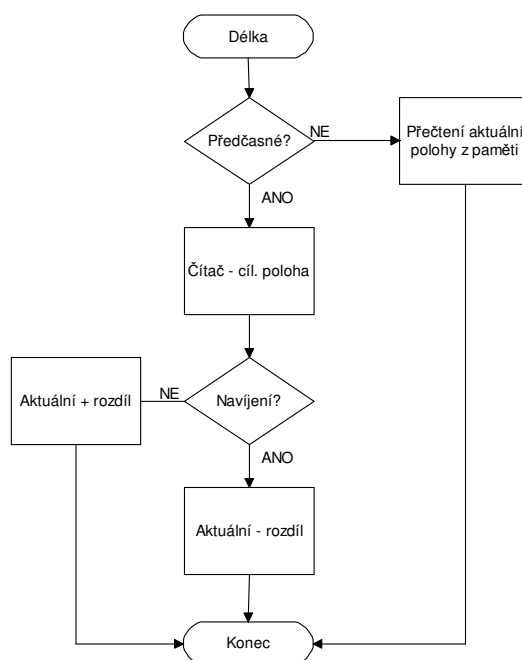 Délka
Předčasné?
NE
Přečtení aktuální
polohy z paměti
ANO
Čítač - cíl. poloha
Aktuální + rozdíl
NE
Navíjení?
ANO
Aktuální - rozdíl
Konec